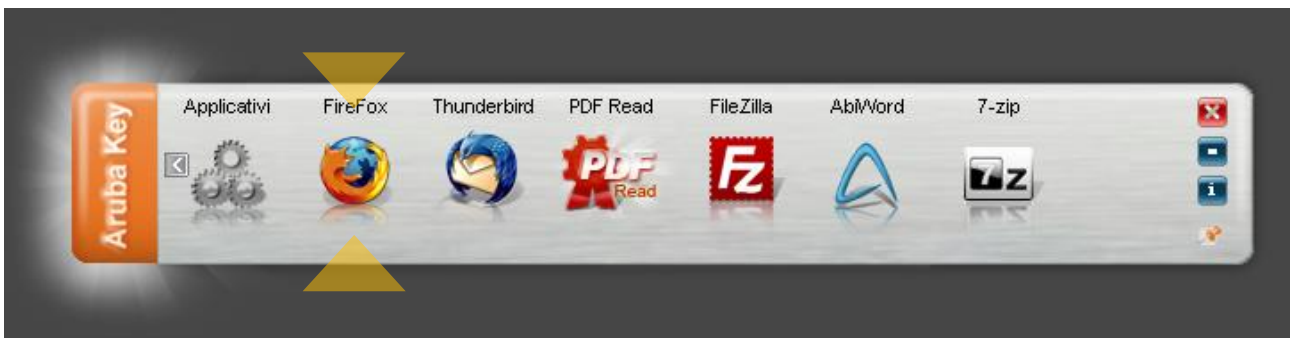 Aruba Key
Applicativi FireFox Thunderbird PDF Read FileZilla AbiWord 7-zip
PDF
Read
FZ
7z
i